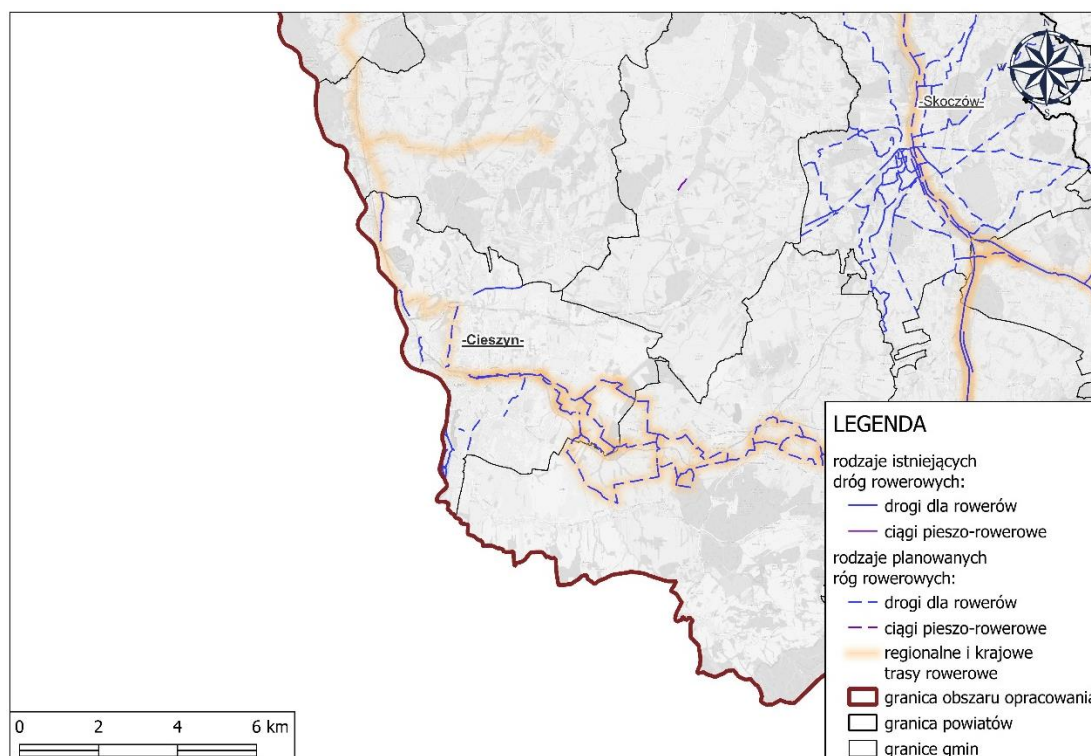 N
W
S
-Skoczów-
-Cieszyn-
LEGENDA
rodzaje istniejących
dróg rowerowych:
drogi dla rowerów
ciągi pieszo-rowerowe
rodzaje planowanych
róg rowerowych:
drogi dla rowerów
ciągi pieszo-rowerowe
regionalne i krajowe
trasy rowerowe
granica obszaru opracowania
granica powiatów
granice gmin
0 2 4 6 km